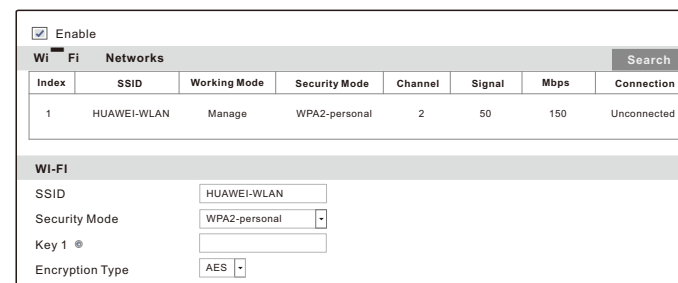 Enable
Wi-Fi Networks Search
Index SSID Working Mode Security Mode Channel Signal Mbps Connection
1 HUAWEI-WLAN Manage WPA2-personal 2 50 150 Unconnected
WI-FI
SSID HUAWEI-WLAN
Security Mode WPA2-personal
Key 1
Encryption Type AES